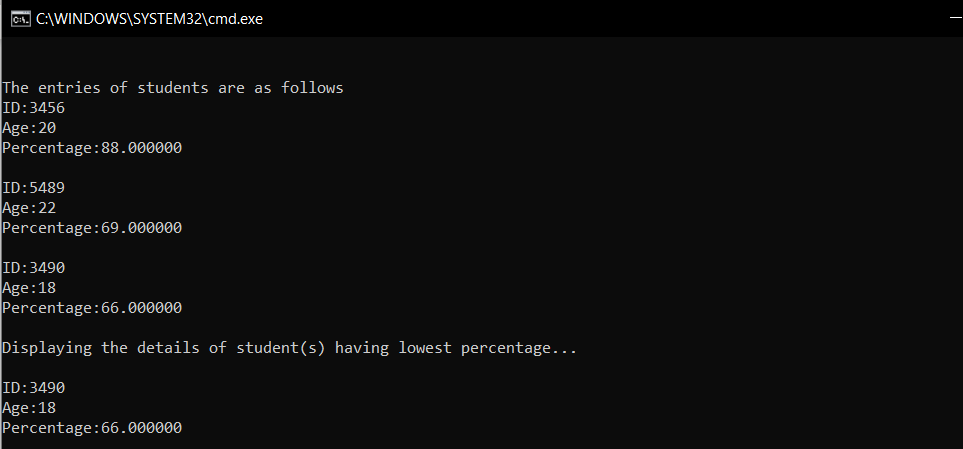 C:\WINDOWS\SYSTEM32\cmd.exe
The entries of students are as follows
ID:3456
Age:20
Percentage:88.000000
ID:5489
Age:22
Percentage:69.000000
ID:3490
Age:18
Percentage:66.000000
Displaying the details of student(s) having lowest percentage...
ID:3490
Age:18
Percentage:66.000000